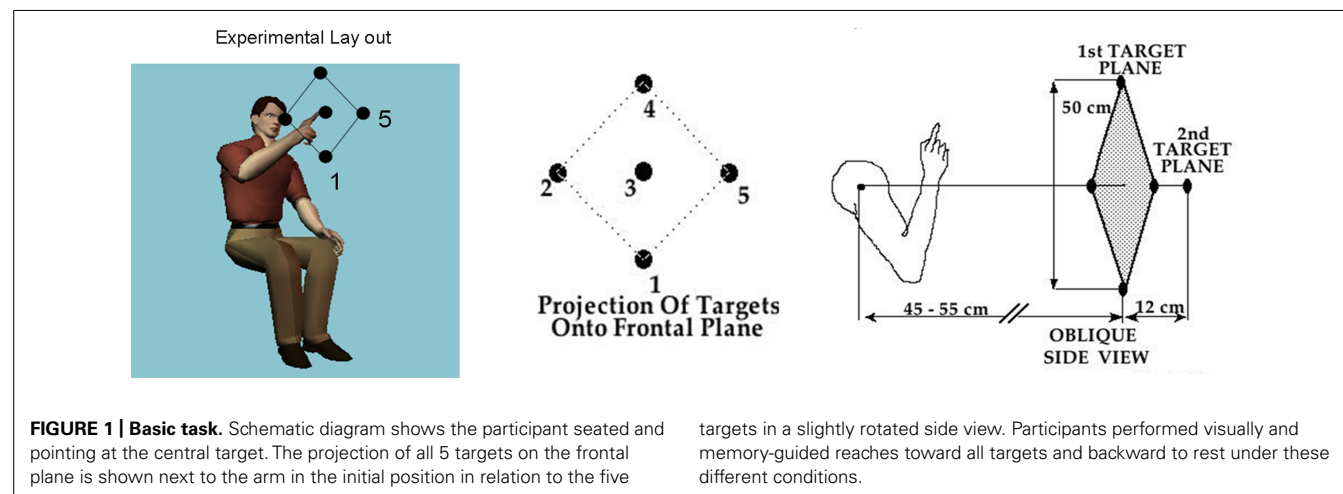 Experimental Lay out
5
1
4
2
3
5
1
Projection Of Targets
Onto Frontal Plane
1st TARGET
PLANE
50 cm
2nd
TARGET
PLANE
45 - 55 cm
12 cm
OBLIQUE
SIDE VIEW
FIGURE 1 | Basic task. Schematic diagram shows the participant seated and
pointing at the central target. The projection of all 5 targets on the frontal
plane is shown next to the arm in the initial position in relation to the five
targets in a slightly rotated side view. Participants performed visually and
memory-guided reaches toward all targets and backward to rest under these
different conditions.